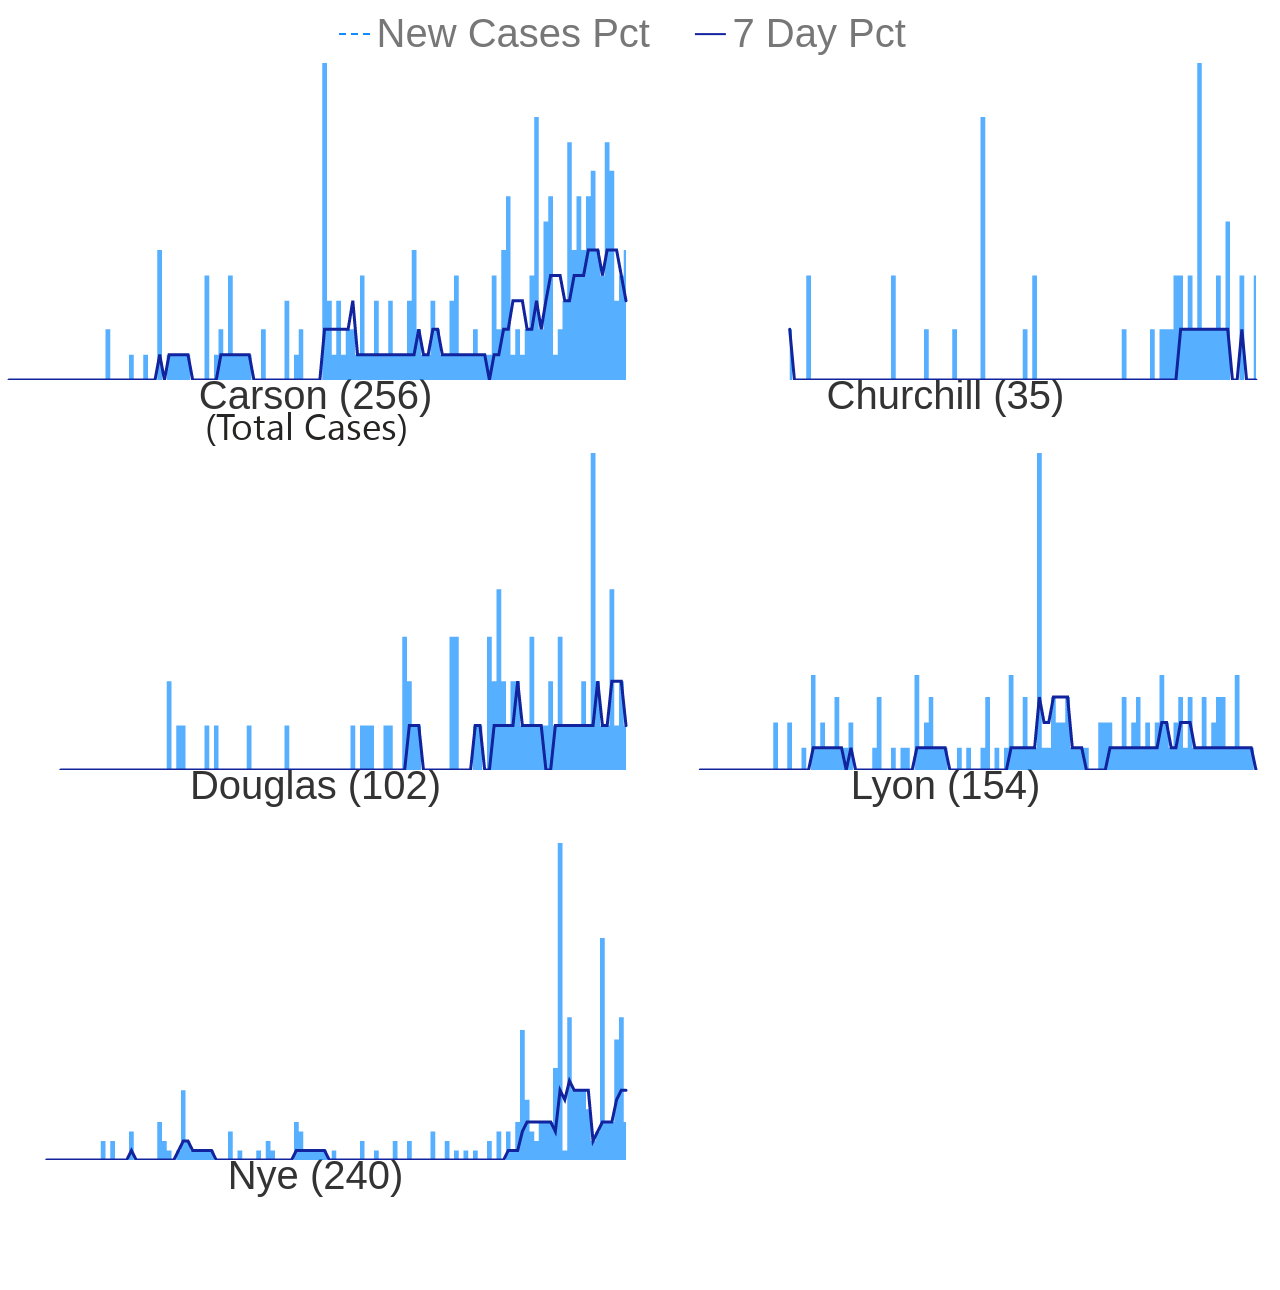 New Cases Pct 7 Day Pct
Carson (256) Churchill (35)
(Total Cases)
Douglas (102) Lyon (154)
Nye (240)